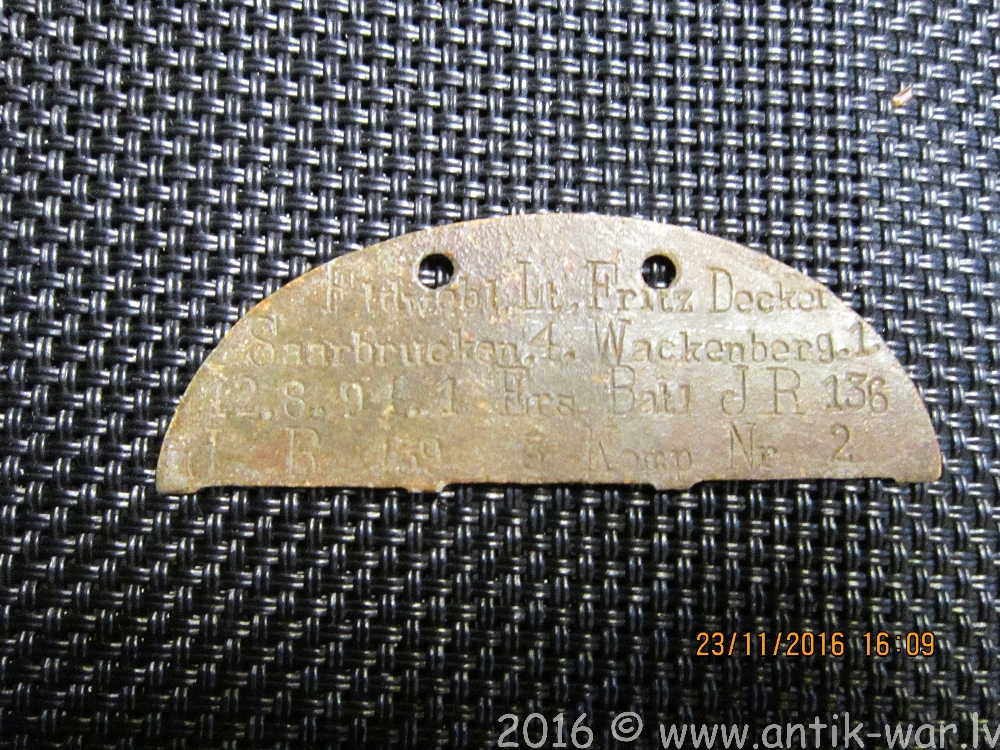 Fldwebl. Lt. Fritz Decker
Saarbrucken.4. Wackenberg.1.
12.8.94.1 Ers Batl J R 136
J R 159 Komp Nr 2
23/11/2016 16:09
2016 © www.antik-war.lv